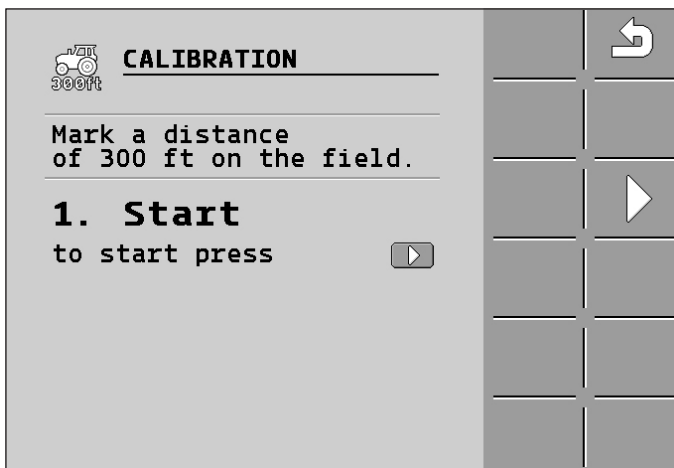 CALIBRATION
300ft
Mark a distance
of 300 ft on the field.
1. Start
to start press